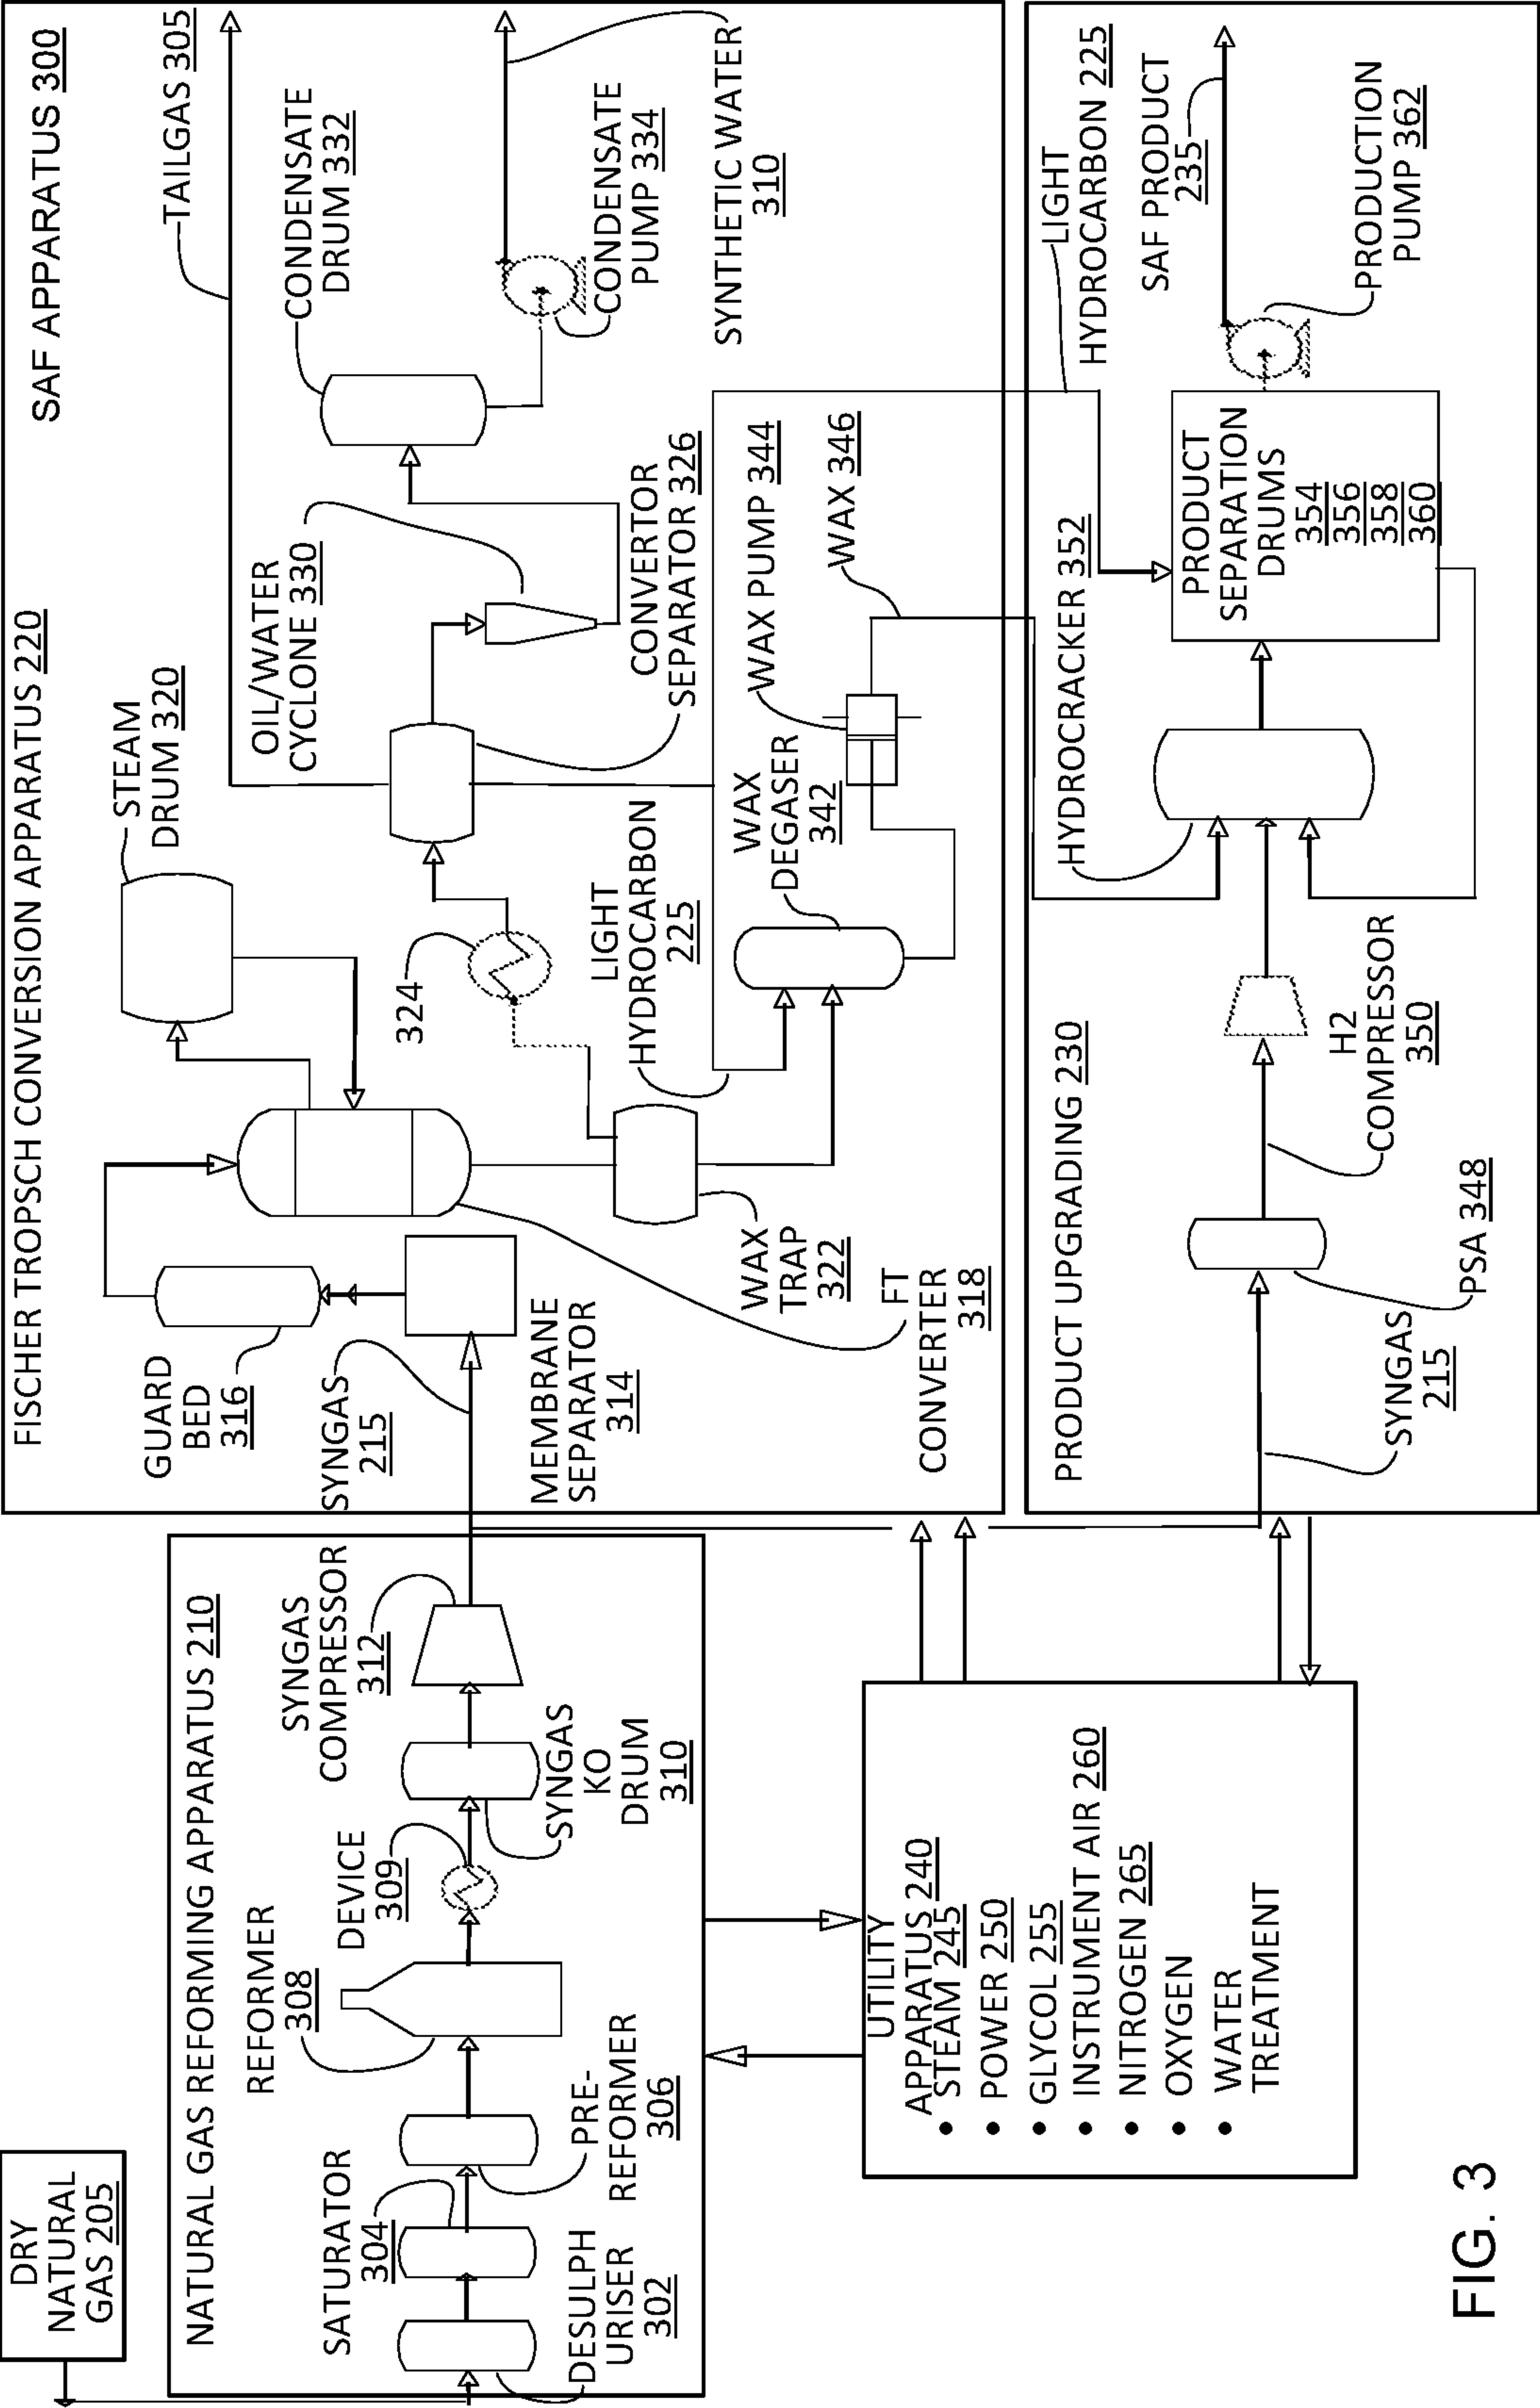 SAF APPARATUS 300
DRY
NATURAL
GAS 205
NATURAL GAS REFORMING APPARATUS 210
SATURATOR
304
DESULPH
URISER
302
PRE-
REFORMER
306
REFORMER
308
DEVICE
309
SYNGAS
KO
DRUM
310
SYNGAS
COMPRESSOR
312
FISCHER TROPSCH CONVERSION APPARATUS 220
GUARD
BED
316
SYNGAS
215
MEMBRANE
SEPARATOR
314
FT
CONVERTER
318
STEAM
DRUM 320
WAX
TRAP
322
324
LIGHT
HYDROCARBON
225
OIL/WATER
CYCLONE 330
CONVERTOR
SEPARATOR 326
WAX
DEGASER
342
WAX PUMP 344
WAX 346
TAILGAS 305
CONDENSATE
DRUM 332
CONDENSATE
PUMP 334
SYNTHETIC WATER
310
UTILITY
APPARATUS 240
• STEAM 245
• POWER 250
• GLYCOL 255
• INSTRUMENT AIR 260
• NITROGEN 265
• OXYGEN
• WATER
TREATMENT
PRODUCT UPGRADING 230
SYNGAS
215
PSA 348
H2
COMPRESSOR
350
HYDROCRACKER 352
PRODUCT
SEPARATION
DRUMS
354
356
358
360
LIGHT
HYDROCARBON 225
SAF PRODUCT
235
PRODUCTION
PUMP 362
FIG. 3